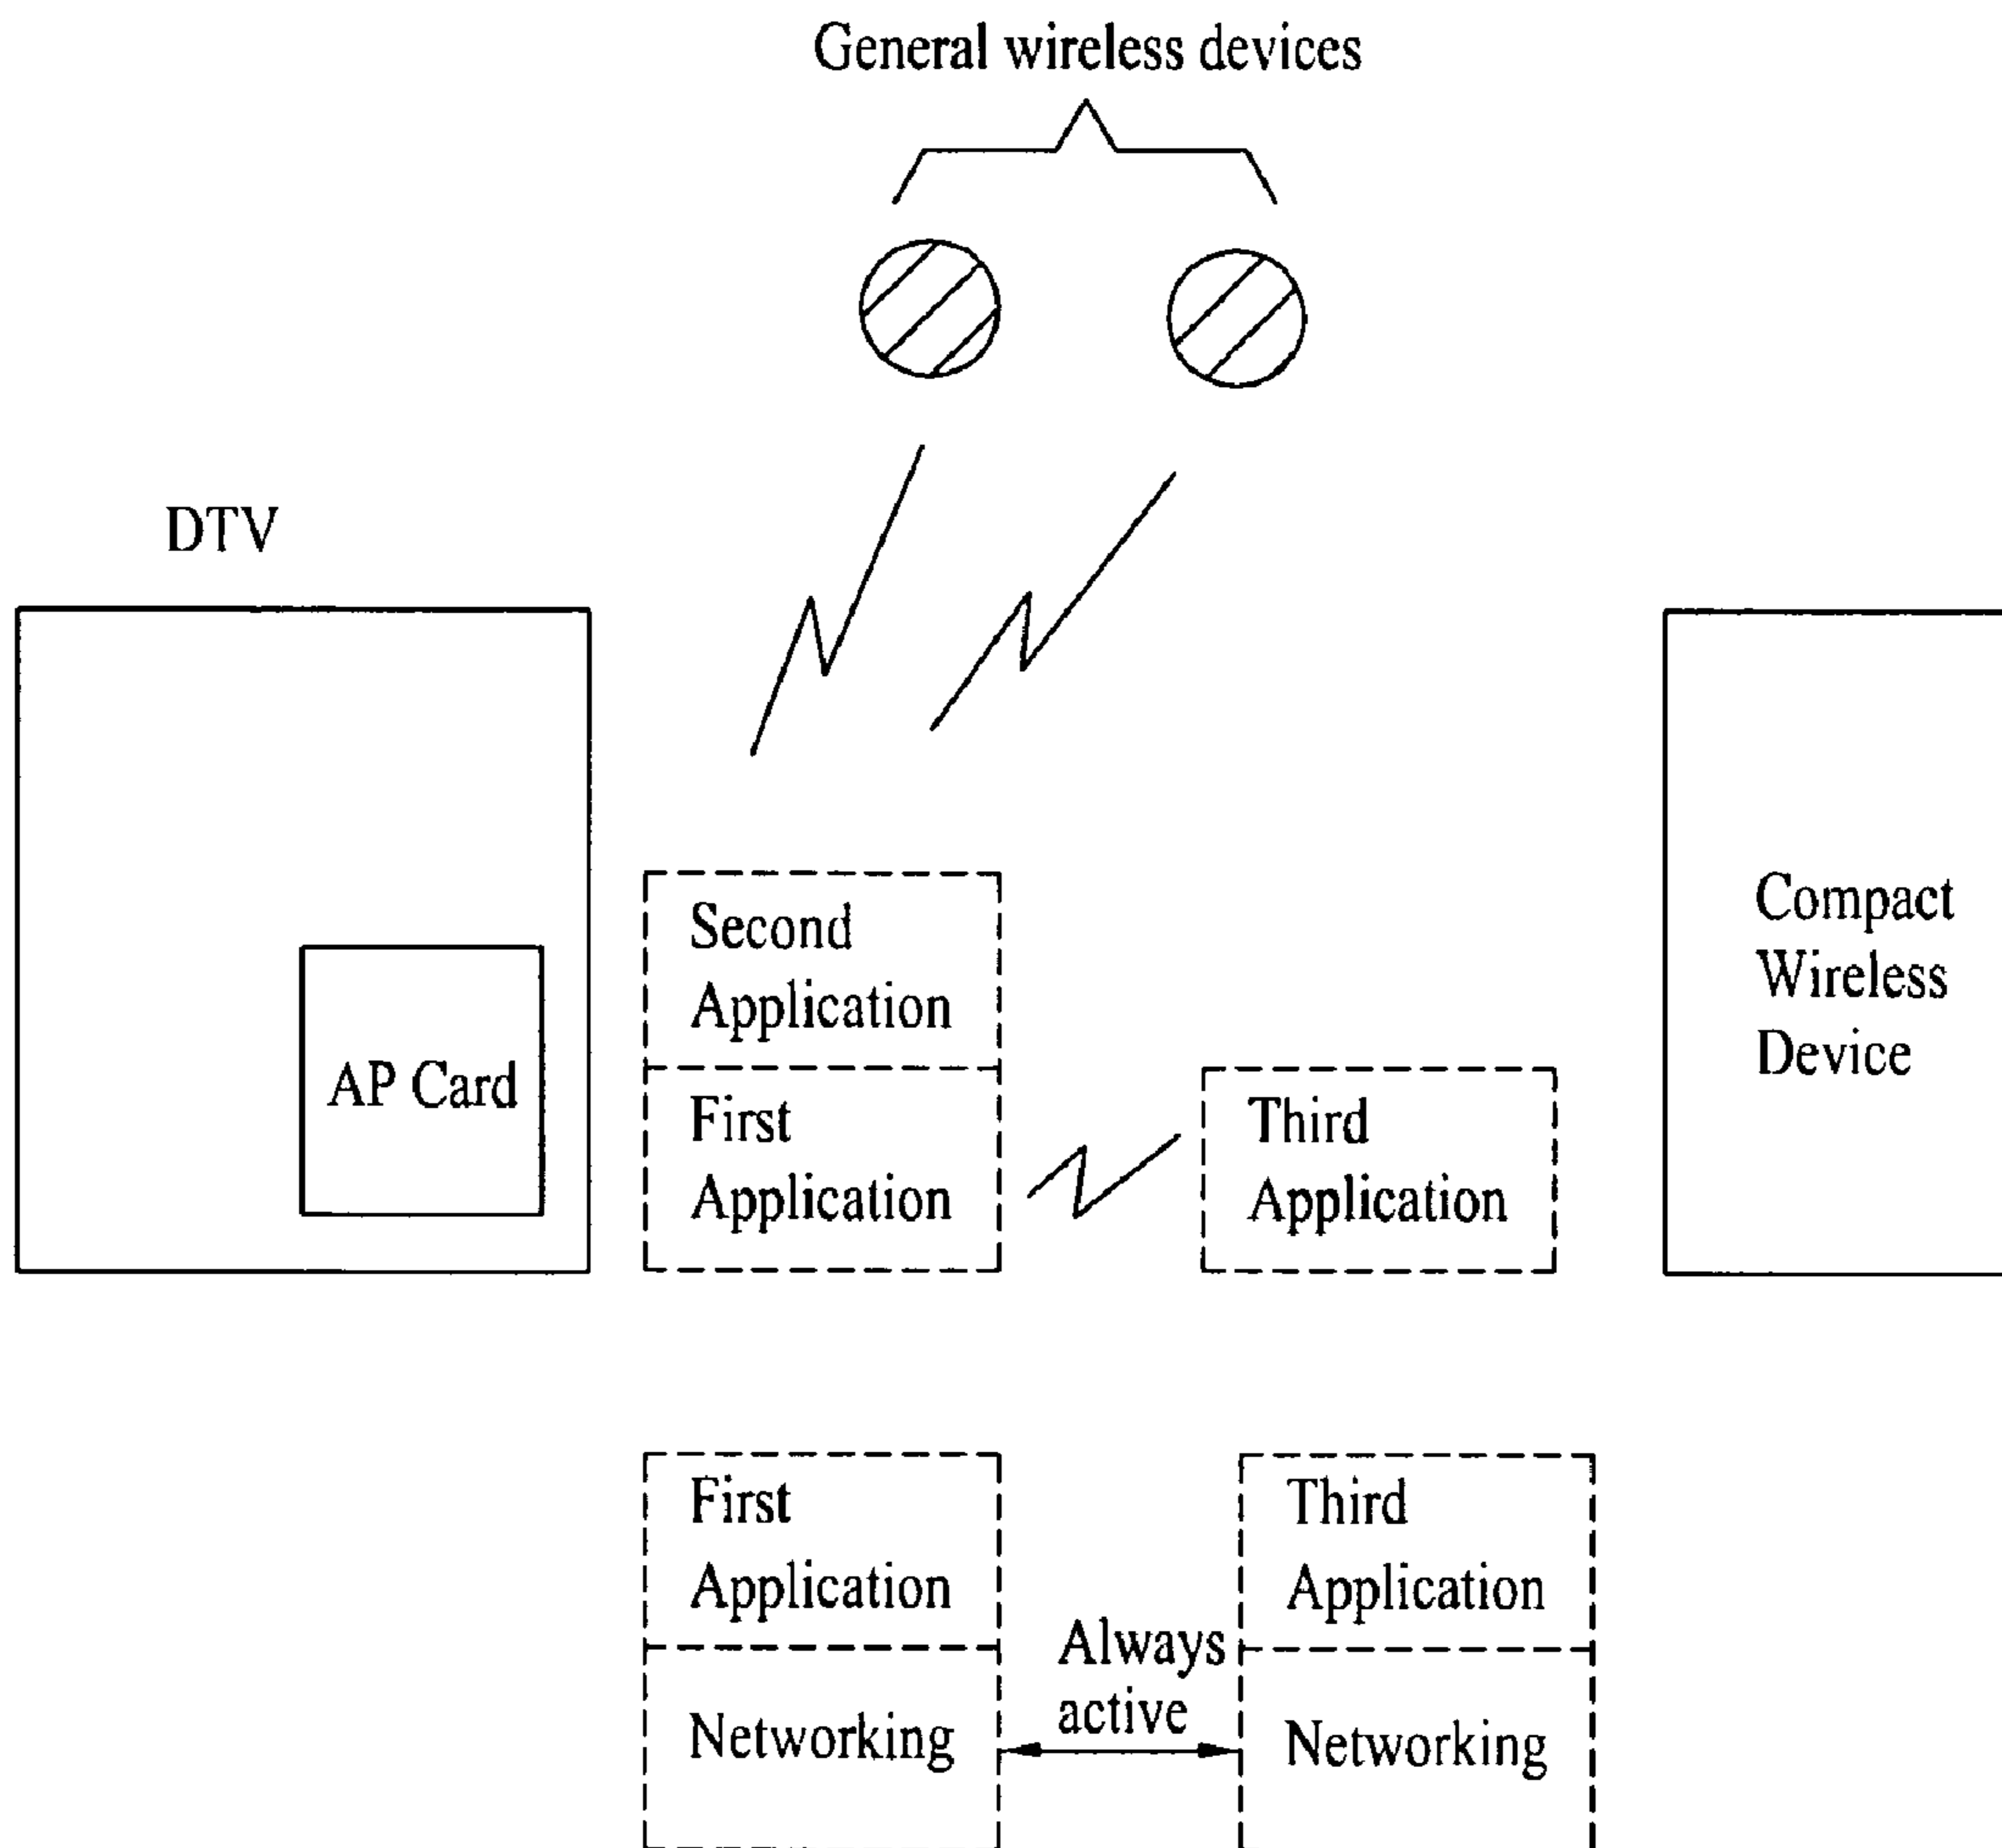 General wireless devices
DTV
AP Card
Second
Application
First
Application
Third
Application
Compact
Wireless
Device
First
Application
Networking
Always
active
Third
Application
Networking